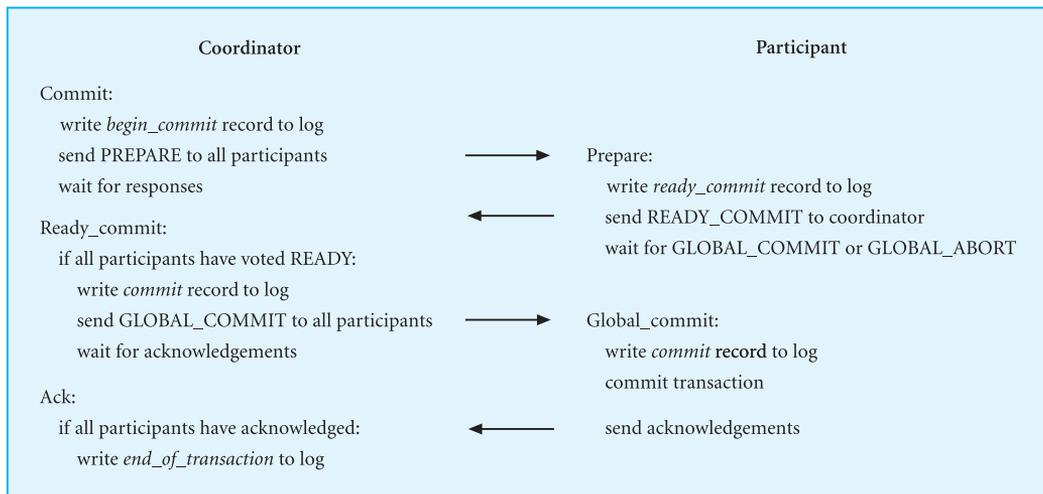 Coordinator
Commit:
write begin_commit record to log
send PREPARE to all participants
wait for responses
Ready_commit:
if all participants have voted READY:
write commit record to log
send GLOBAL_COMMIT to all participants
wait for acknowledgements
Ack:
if all participants have acknowledged:
write end_of_transaction to log
Participant
Prepare:
write ready_commit record to log
send READY_COMMIT to coordinator
wait for GLOBAL_COMMIT or GLOBAL_ABORT
Global_commit:
write commit record to log
commit transaction
send acknowledgements